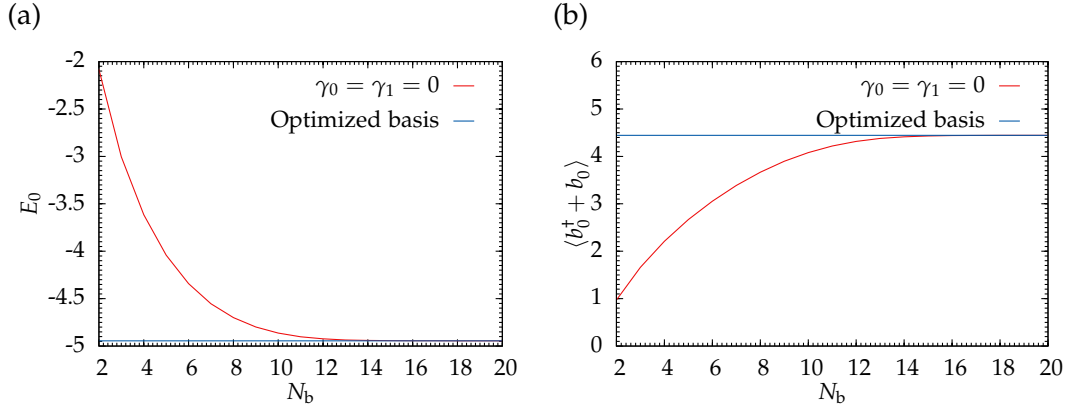 (a)
-2
-2.5
-3
-3.5
-4
-4.5
-5
E₀
2 4 6 8 10 12 14 16 18 20
N_b
γ₀ = γ₁ = 0
Optimized basis
(b)
6
5
4
3
2
1
0
⟨b₀† + b₀⟩
2 4 6 8 10 12 14 16 18 20
N_b
γ₀ = γ₁ = 0
Optimized basis